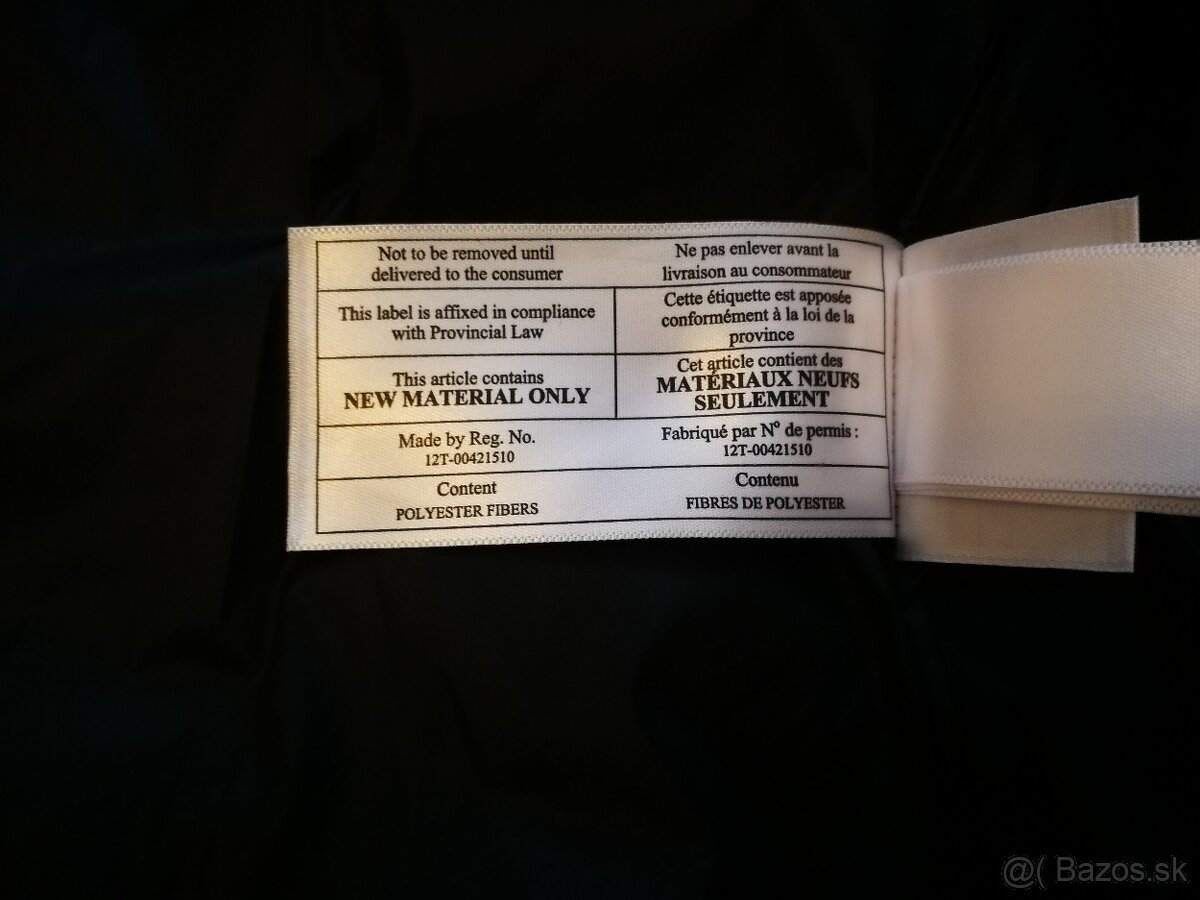 Not to be removed until
delivered to the consumer
Ne pas enlever avant la
livraison au consommateur
This label is affixed in compliance
with Provincial Law
Cette étiquette est apposée
conformément à la loi de la
province
This article contains
NEW MATERIAL ONLY
Cet article contient des
MATÉRIAUX NEUFS
SEULEMENT
Made by Reg. No.
12T-00421510
Fabriqué par Nº de permis :
12T-00421510
Content
POLYESTER FIBERS
Contenu
FIBRES DE POLYESTER
@( Bazos.sk